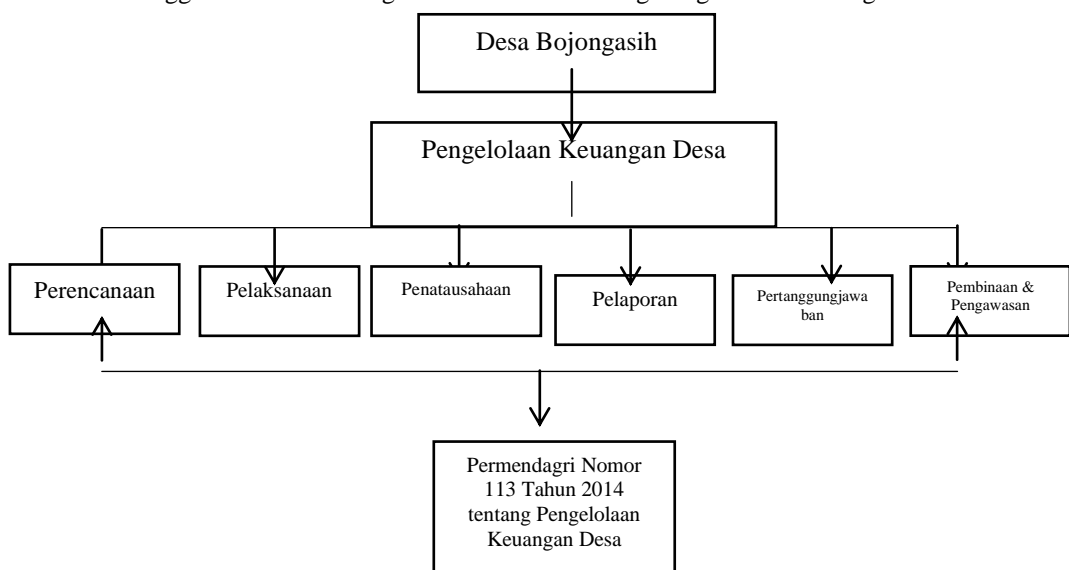 Desa Bojongasih
Pengelolaan Keuangan Desa
Perencanaan
Pelaksanaan
Penatausahaan
Pelaporan
Pertanggungjawa
ban
Pembinaan &
Pengawasan
Permendagri Nomor
113 Tahun 2014
tentang Pengelolaan
Keuangan Desa